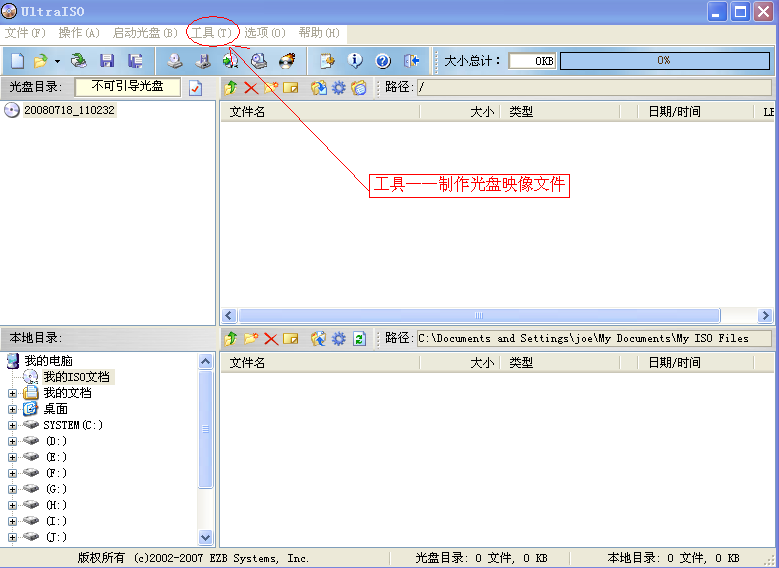 UltraISO
文件(F) 操作(A) 启动光盘(B) 工具(T) 选项(O) 帮助(H)
大小总计: 0KB 0%
光盘目录: 不可引导光盘 路径: /
20080718_110232
文件名 大小 类型 日期/时间 LB
工具——制作光盘映像文件
本地目录: 路径: C:\Documents and Settings\joe\My Documents\My ISO Files
文件名 大小 类型 日期/时间
我的电脑
我的ISO文档
我的文档
桌面
SYSTEM(C:)
(D:)
(E:)
(F:)
(G:)
(H:)
(I:)
(J:)
版权所有 (c)2002-2007 EZB Systems, Inc. 光盘目录: 0 文件, 0 KB 本地目录: 0 文件, 0 KB